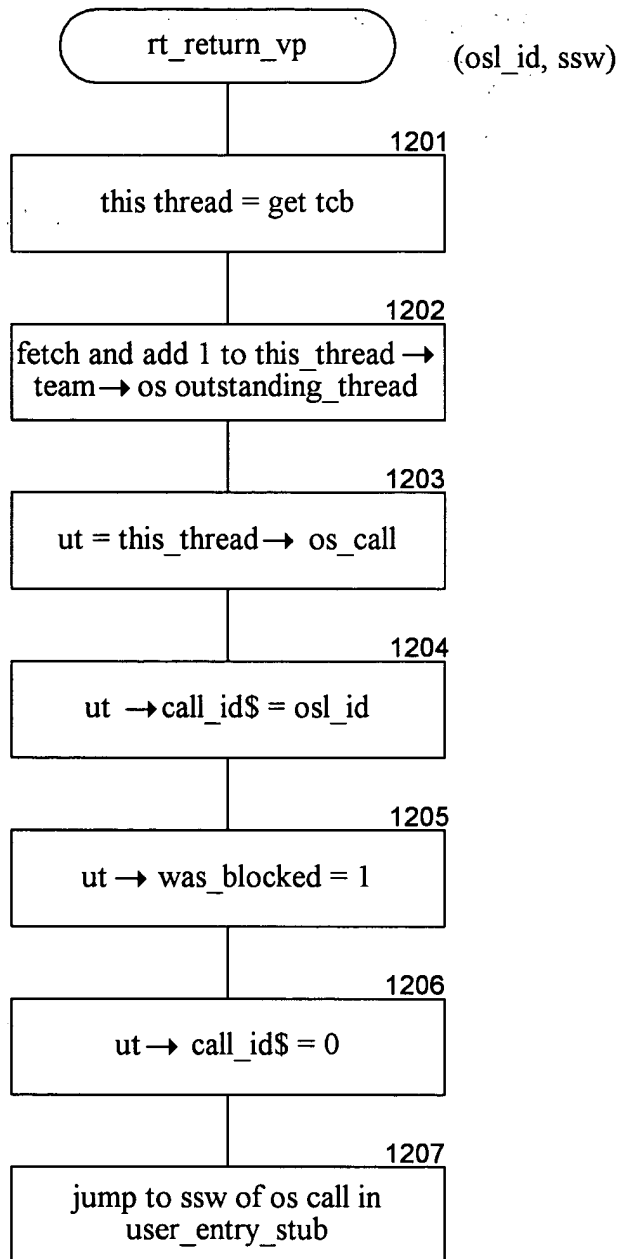 rt_return_vp
(osl_id, ssw)
1201
this thread = get tcb
1202
fetch and add 1 to this_thread →
team → os outstanding_thread
1203
ut = this_thread → os_call
1204
ut → call_id$ = osl_id
1205
ut → was_blocked = 1
1206
ut → call_id$ = 0
1207
jump to ssw of os call in
user_entry_stub